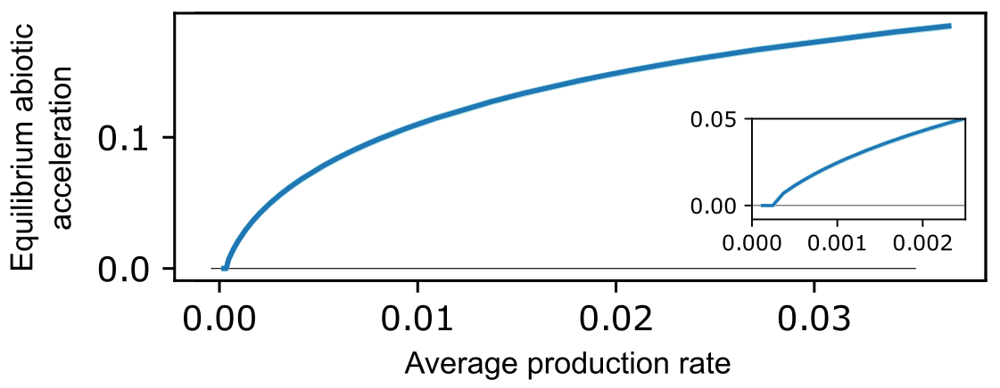 Equilibrium abiotic
acceleration
0.1
0.0
0.00 0.01 0.02 0.03
Average production rate
0.05
0.00
0.000 0.001 0.002